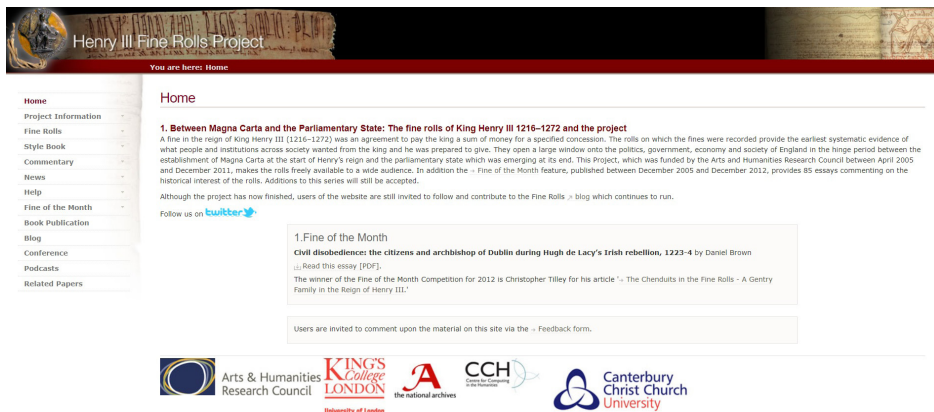 Henry III Fine Rolls Project
You are here: Home
Home
Project Information
Fine Rolls
Style Book
Commentary
News
Help
Fine of the Month
Book Publication
Blog
Conference
Podcasts
Related Papers
Home
1. Between Magna Carta and the Parliamentary State: The fine rolls of King Henry III 1216–1272 and the project
A fine in the reign of King Henry III (1216–1272) was an agreement to pay the king a sum of money for a specified concession. The rolls on which the fines were recorded provide the earliest systematic evidence of
what people and institutions across society wanted from the king and he was prepared to give. They open a large window onto the politics, government, economy and society of England in the hinge period between the
establishment of Magna Carta at the start of Henry's reign and the parliamentary state which was emerging at its end. This Project, which was funded by the Arts and Humanities Research Council between April 2005
and December 2011, makes the rolls freely available to a wide audience. In addition the → Fine of the Month feature, published between December 2005 and December 2012, provides 85 essays commenting on the
historical interest of the rolls. Additions to this series will still be accepted.
Although the project has now finished, users of the website are still invited to follow and contribute to the Fine Rolls blog which continues to run.
Follow us on twitter
1.Fine of the Month
Civil disobedience: the citizens and archbishop of Dublin during Hugh de Lacy's Irish rebellion, 1223-4 by Daniel Brown
Read this essay [PDF].
The winner of the Fine of the Month Competition for 2012 is Christopher Tilley for his article '→ The Chenduits in the Fine Rolls - A Gentry
Family in the Reign of Henry III.'
Users are invited to comment upon the material on this site via the → Feedback form.
Arts & Humanities
Research Council
KING'S
College
LONDON
University of London
the national archives
CCH
Centre for Computing
in the Humanities
Canterbury
Christ Church
University